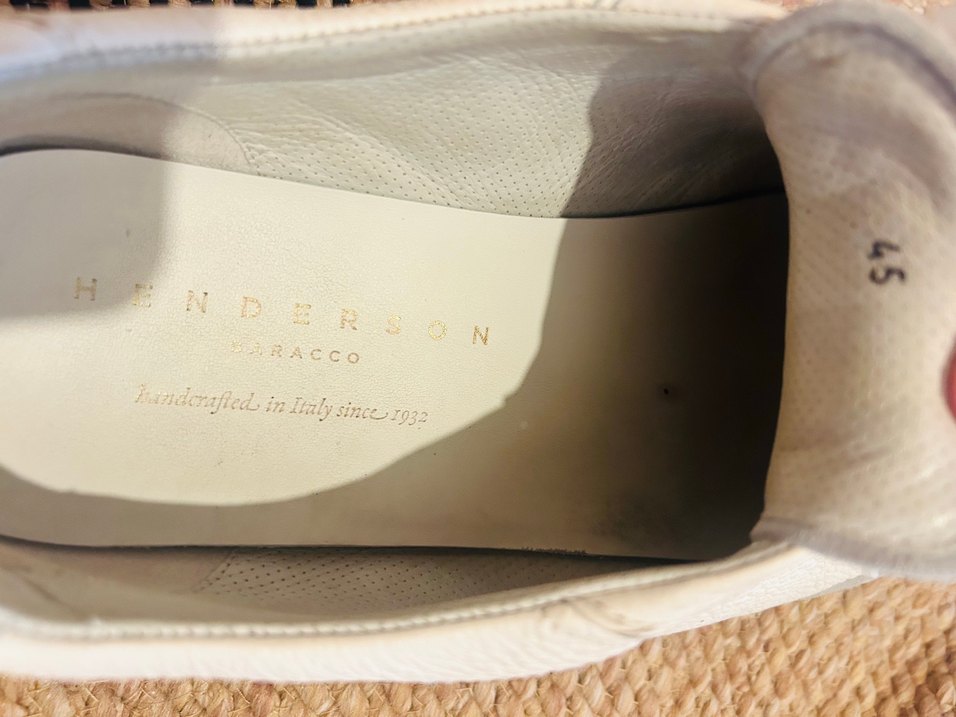 HENDERSON
BARACCO
handcrafted in Italy since 1932
45